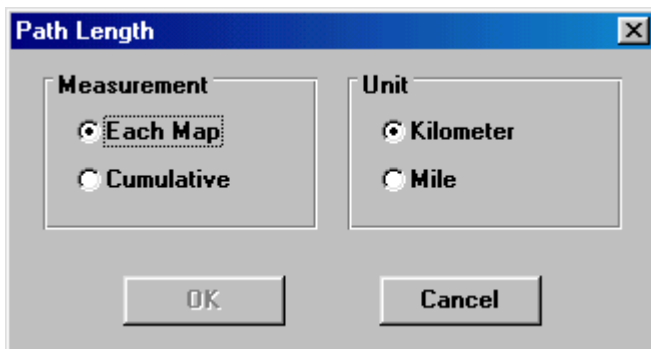 Path Length
Measurement
Each Map
Cumulative
Unit
Kilometer
Mile
OK
Cancel